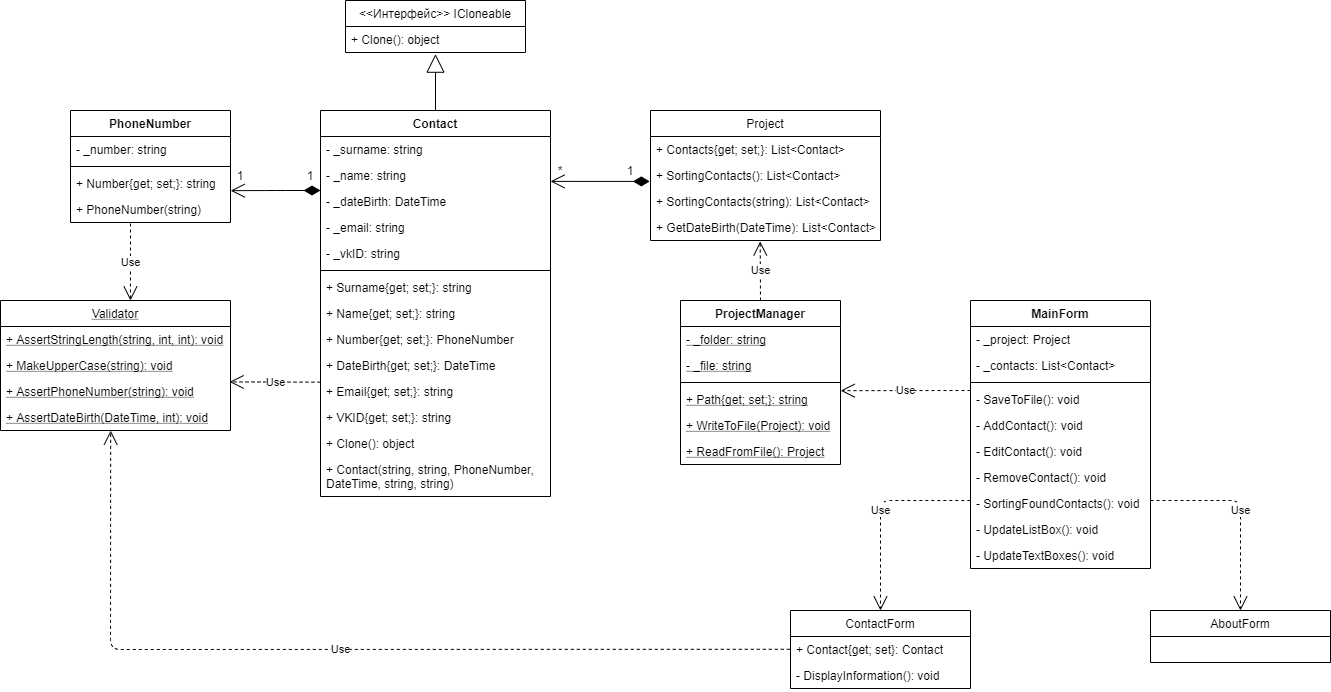 <<Интерфейс>> ICloneable
+ Clone(): object
PhoneNumber
- _number: string
+ Number{get; set;}: string
+ PhoneNumber(string)
1
1
Contact
- _surname: string
- _name: string
- _dateBirth: DateTime
- _email: string
- _vkID: string
+ Surname{get; set;}: string
+ Name{get; set;}: string
+ Number{get; set;}: PhoneNumber
+ DateBirth{get; set;}: DateTime
+ Email{get; set;}: string
+ VKID{get; set;}: string
+ Clone(): object
+ Contact(string, string, PhoneNumber,
DateTime, string, string)
*
1
Project
+ Contacts{get; set;}: List<Contact>
+ SortingContacts(): List<Contact>
+ SortingContacts(string): List<Contact>
+ GetDateBirth(DateTime): List<Contact>
Use
Use
Validator
+ AssertStringLength(string, int, int): void
+ MakeUpperCase(string): void
+ AssertPhoneNumber(string): void
+ AssertDateBirth(DateTime, int): void
Use
ProjectManager
- _folder: string
- _file: string
+ Path{get; set;}: string
+ WriteToFile(Project): void
+ ReadFromFile(): Project
Use
MainForm
- _project: Project
- _contacts: List<Contact>
- SaveToFile(): void
- AddContact(): void
- EditContact(): void
- RemoveContact(): void
- SortingFoundContacts(): void
- UpdateListBox(): void
- UpdateTextBoxes(): void
Use
Use
ContactForm
+ Contact{get; set}: Contact
- DisplayInformation(): void
AboutForm
Use